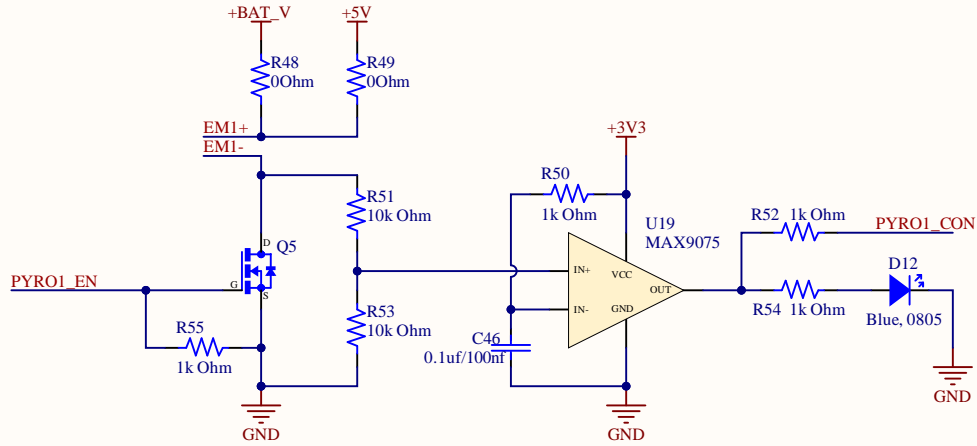 +BAT_V
+5V
R48
0Ohm
R49
0Ohm
EM1+
EM1-
+3V3
R50
1k Ohm
R51
10k Ohm
U19
MAX9075
R52 1k Ohm
PYRO1_CON
D
Q5
G
S
IN+
VCC
OUT
D12
PYRO1_EN
IN-
GND
R54 1k Ohm
Blue, 0805
R53
10k Ohm
R55
1k Ohm
C46
0.1uf/100nf
GND
GND
GND